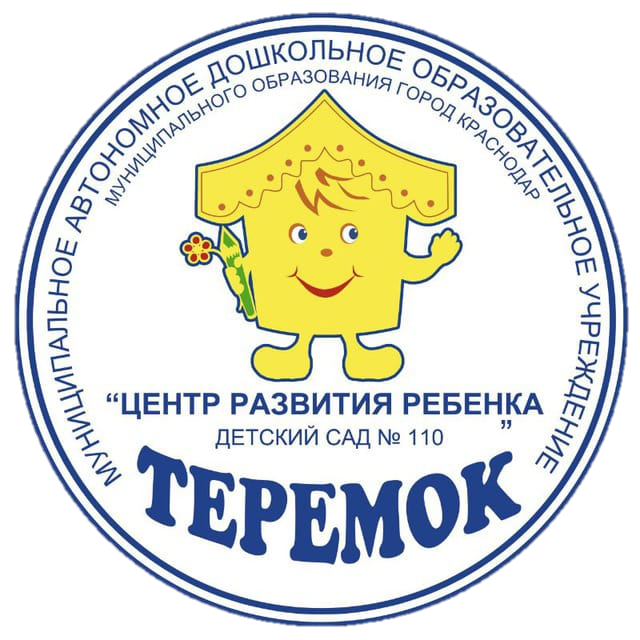 МУНИЦИПАЛЬНОЕ АВТОНОМНОЕ ДОШКОЛЬНОЕ ОБРАЗОВАТЕЛЬНОЕ УЧРЕЖДЕНИЕ
МУНИЦИПАЛЬНОГО ОБРАЗОВАНИЯ ГОРОД КРАСНОДАР
“ЦЕНТР РАЗВИТИЯ РЕБЕНКА
ДЕТСКИЙ САД № 110 ”
ТЕРЕМОК